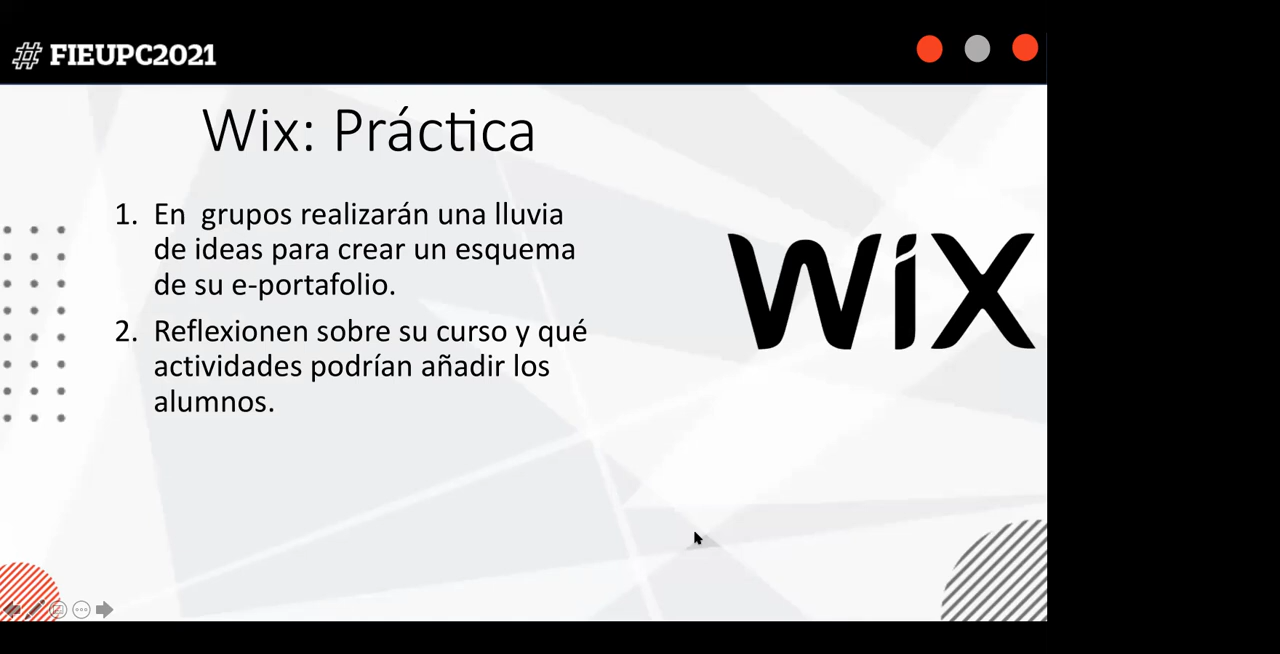 # FIEUPC2021
Wix: Práctica
1. En grupos realizarán una lluvia
de ideas para crear un esquema
de su e-portafolio.
2. Reflexionen sobre su curso y qué
actividades podrían añadir los
alumnos.
WiX